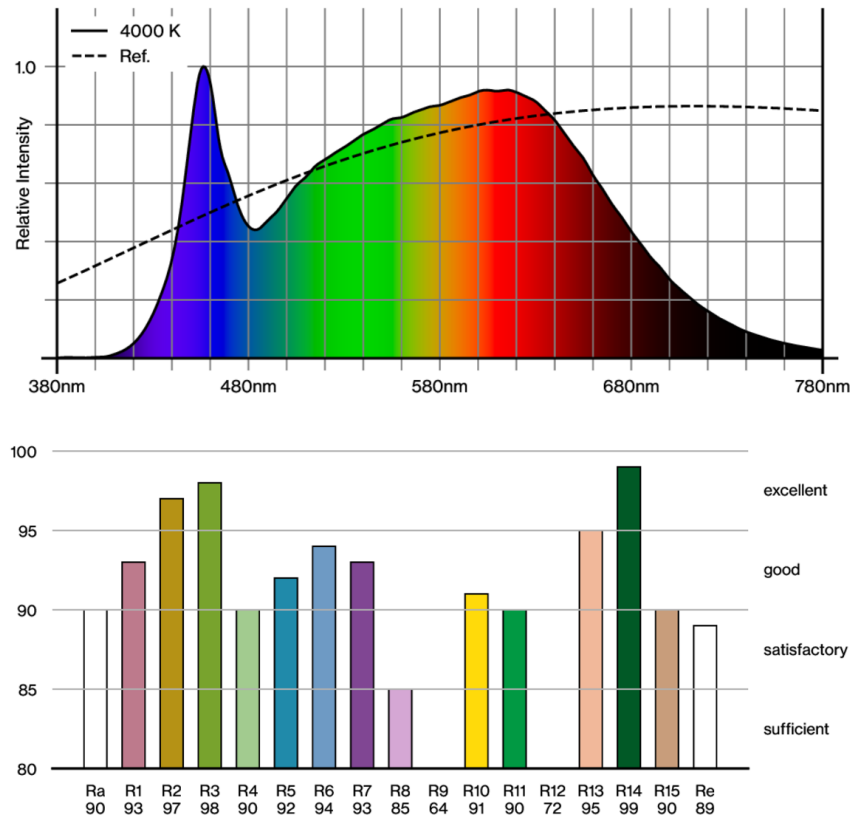 4000 K
Ref.
1.0
Relative Intensity
380nm 480nm 580nm 680nm 780nm
100
excellent
95
good
90
satisfactory
85
sufficient
80
Ra R1 R2 R3 R4 R5 R6 R7 R8 R9 R10 R11 R12 R13 R14 R15 Re
90 93 97 98 90 92 94 93 85 64 91 90 72 95 99 90 89